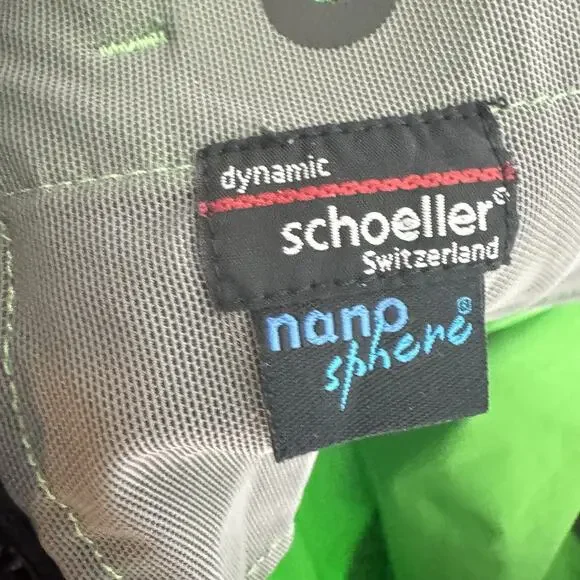 dynamic
schoeller®
Switzerland
nano
sphere®